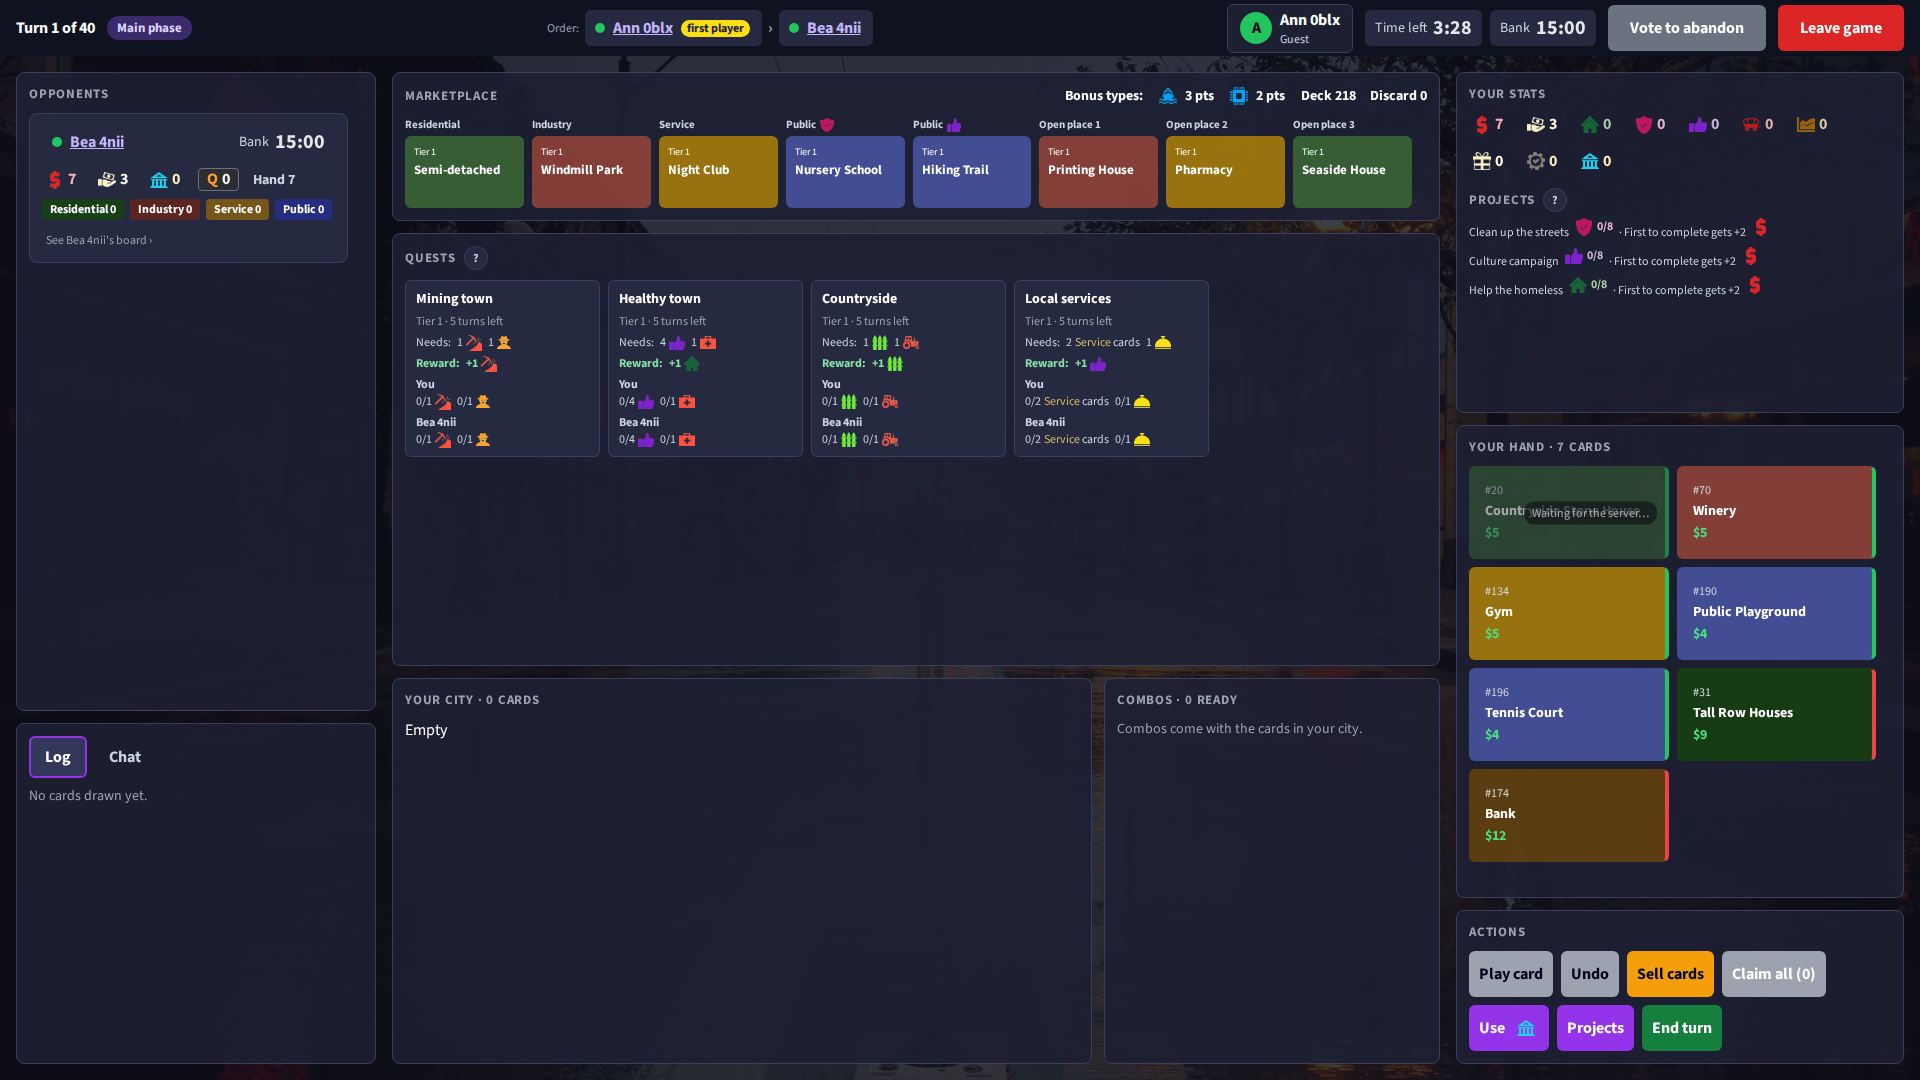 Turn 1 of 40 Main phase
Order: Ann 0blx first player › Bea 4nii
A Ann 0blx
Guest
Time left 3:28
Bank 15:00
Vote to abandon
Leave game
OPPONENTS
Bea 4nii Bank 15:00
7 3 0 Q 0 Hand 7
Residential 0 Industry 0 Service 0 Public 0
See Bea 4nii's board ›
Log Chat
No cards drawn yet.
MARKETPLACE
Bonus types: 3 pts 2 pts Deck 218 Discard 0
Residential
Tier 1
Semi-detached
Industry
Tier 1
Windmill Park
Service
Tier 1
Night Club
Public
Tier 1
Nursery School
Public
Tier 1
Hiking Trail
Open place 1
Tier 1
Printing House
Open place 2
Tier 1
Pharmacy
Open place 3
Tier 1
Seaside House
QUESTS ?
Mining town
Tier 1 · 5 turns left
Needs: 1 1
Reward: +1
You
0/1 0/1
Bea 4nii
0/1 0/1
Healthy town
Tier 1 · 5 turns left
Needs: 4 1
Reward: +1
You
0/4 0/1
Bea 4nii
0/4 0/1
Countryside
Tier 1 · 5 turns left
Needs: 1 1
Reward: +1
You
0/1 0/1
Bea 4nii
0/1 0/1
Local services
Tier 1 · 5 turns left
Needs: 2 Service cards 1
Reward: +1
You
0/2 Service cards 0/1
Bea 4nii
0/2 Service cards 0/1
YOUR CITY · 0 CARDS
Empty
COMBOS · 0 READY
Combos come with the cards in your city.
YOUR STATS
7 3 0 0 0 0 0
0 0 0
PROJECTS ?
Clean up the streets 0/8 · First to complete gets +2
Culture campaign 0/8 · First to complete gets +2
Help the homeless 0/8 · First to complete gets +2
YOUR HAND · 7 CARDS
#20
Waiting for the server...
$5
#70
Winery
$5
#134
Gym
$5
#190
Public Playground
$4
#196
Tennis Court
$4
#31
Tall Row Houses
$9
#174
Bank
$12
ACTIONS
Play card Undo Sell cards Claim all (0)
Use Projects End turn